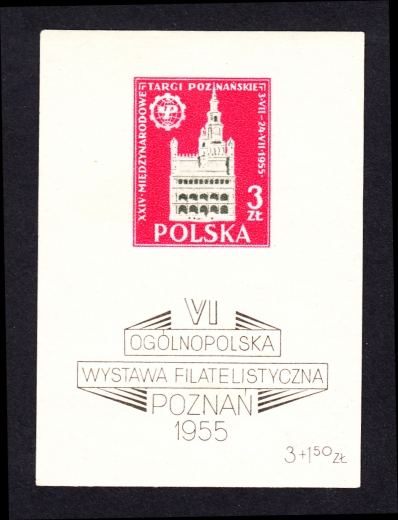 XXIV·MIĘDZYNARODOWE
TARGI POZNAŃSKIE
3·VII-24·VII·1955·
3
ZŁ
POLSKA
VI
OGÓLNOPOLSKA
WYSTAWA FILATELISTYCZNA
POZNAŃ
1955
3+1⁵⁰ ZŁ